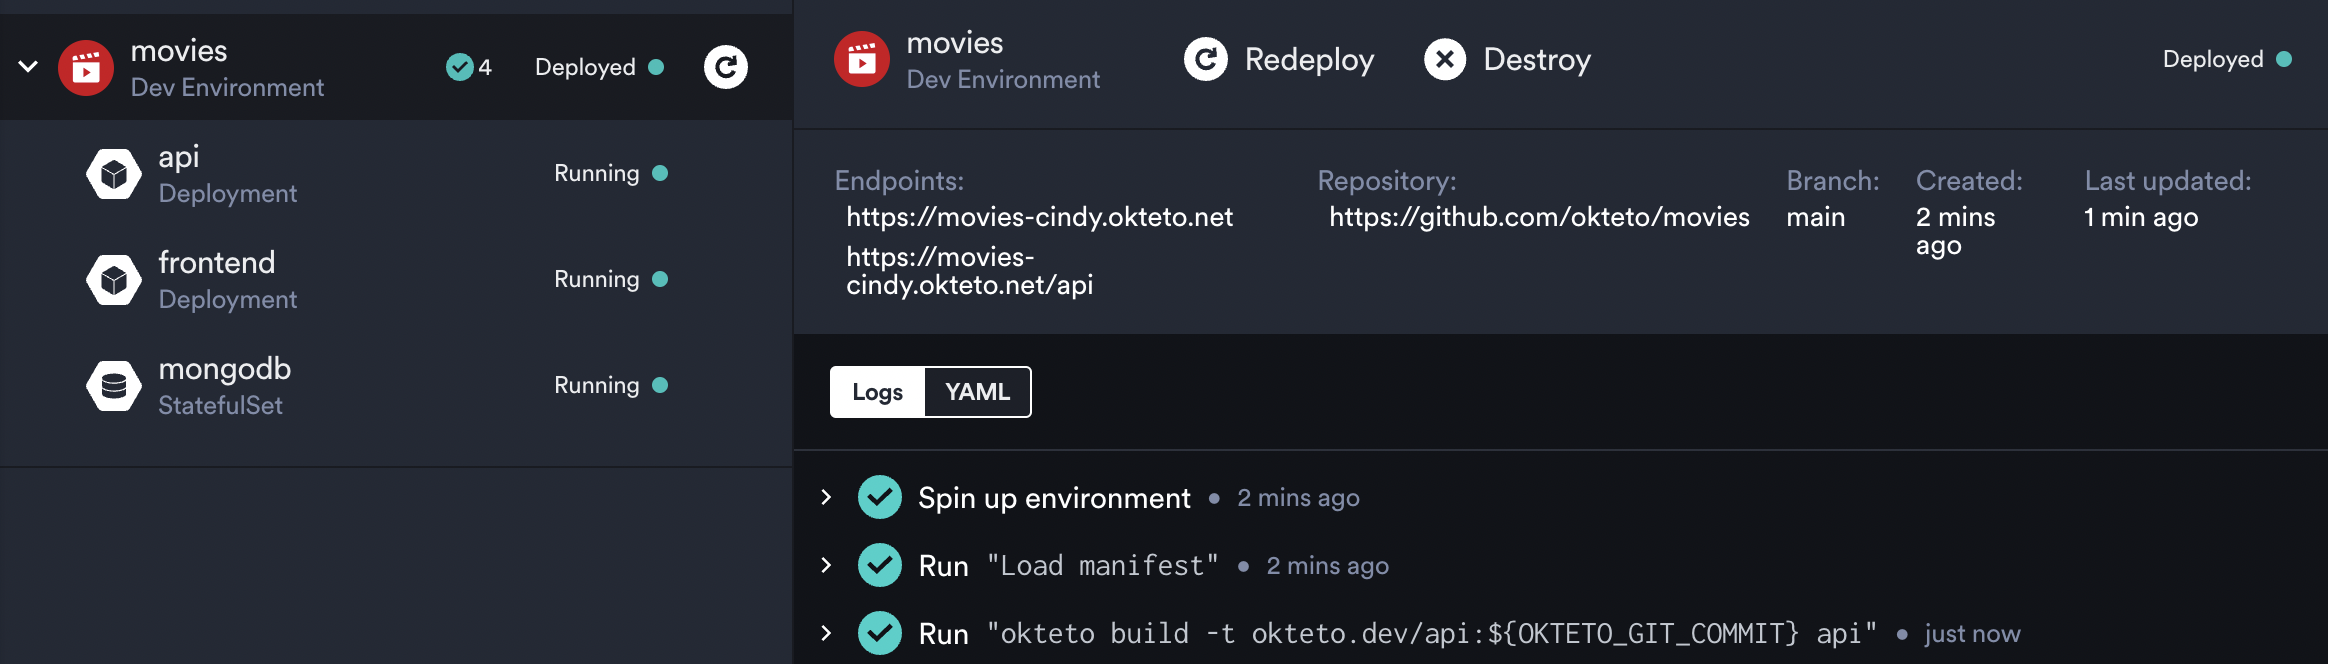 movies
Dev Environment
4
Deployed
api
Deployment
Running
frontend
Deployment
Running
mongodb
StatefulSet
Running
movies
Dev Environment
Redeploy
Destroy
Deployed
Endpoints:
https://movies-cindy.okteto.net
https://movies-
cindy.okteto.net/api
Repository:
https://github.com/okteto/movies
Branch:
main
Created:
2 mins
ago
Last updated:
1 min ago
Logs
YAML
Spin up environment • 2 mins ago
Run "Load manifest" • 2 mins ago
Run "okteto build -t okteto.dev/api:${OKTETO_GIT_COMMIT} api" • just now